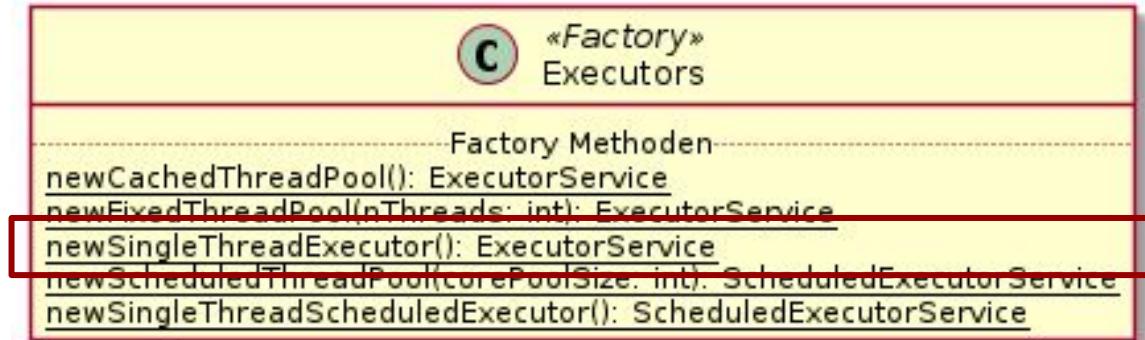 C
«Factory»
Executors
Factory Methoden
newCachedThreadPool(): ExecutorService
newFixedThreadPool(nThreads: int): ExecutorService
newSingleThreadExecutor(): ExecutorService
newScheduledThreadPool(corePoolSize: int): ScheduledExecutorService
newSingleThreadScheduledExecutor(): ScheduledExecutorService